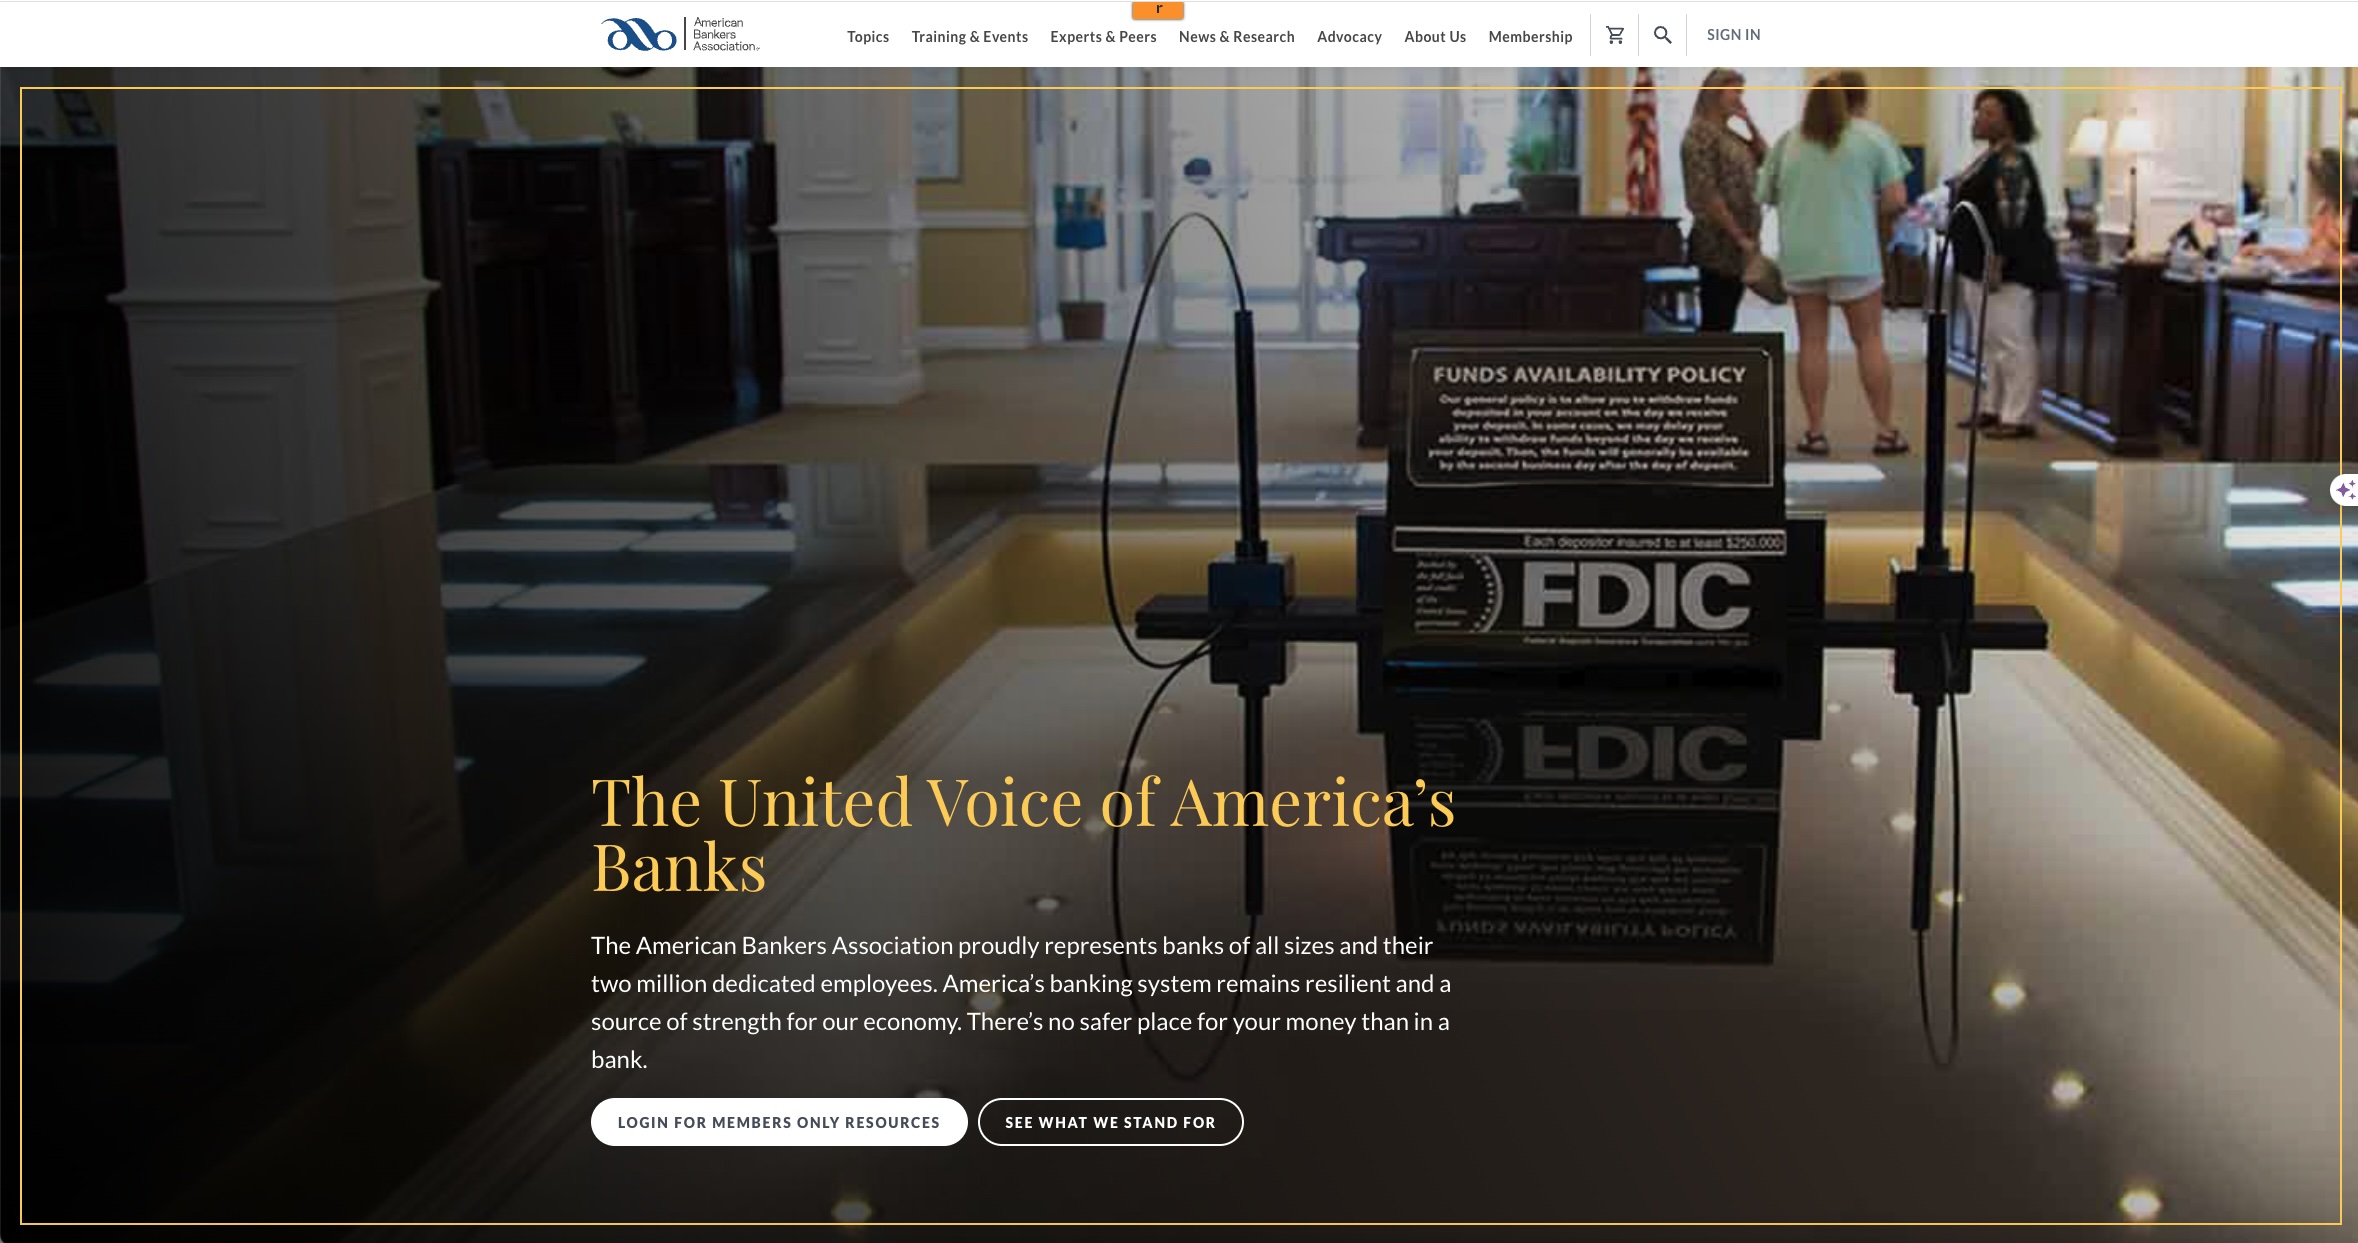 r
American
Bankers
Association
Topics Training & Events Experts & Peers News & Research Advocacy About Us Membership SIGN IN
FUNDS AVAILABILITY POLICY
Our general policy is to allow you to withdraw funds
deposited in your account on the day we receive
your deposit. In some cases, we may delay your
ability to withdraw funds beyond the day we receive
your deposit. Then, the funds will generally be available
by the second business day after the day of deposit.
Each depositor insured to at least $250,000
FDIC
The United Voice of America’s
Banks
The American Bankers Association proudly represents banks of all sizes and their
two million dedicated employees. America’s banking system remains resilient and a
source of strength for our economy. There’s no safer place for your money than in a
bank.
LOGIN FOR MEMBERS ONLY RESOURCES SEE WHAT WE STAND FOR